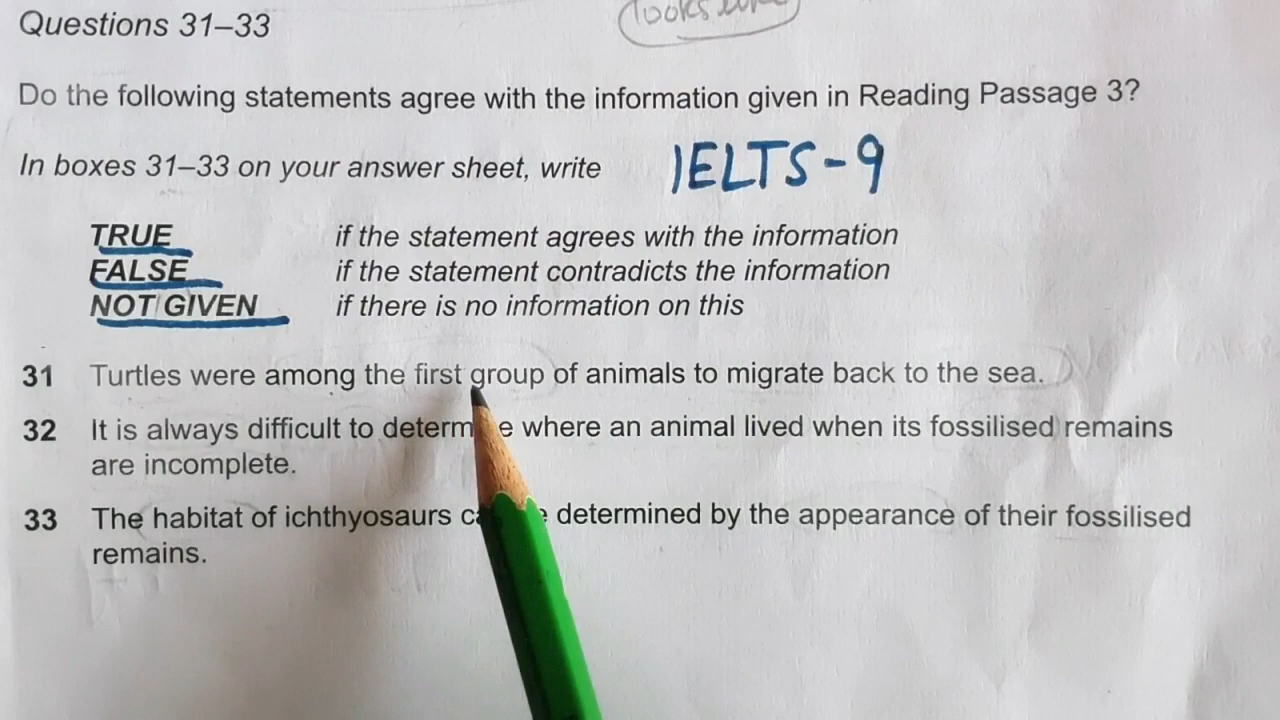 looks
Questions 31–33
Do the following statements agree with the information given in Reading Passage 3?
In boxes 31–33 on your answer sheet, write IELTS-9
TRUE if the statement agrees with the information
FALSE if the statement contradicts the information
NOT GIVEN if there is no information on this
31 Turtles were among the first group of animals to migrate back to the sea.
32 It is always difficult to where an animal lived when its fossilised remains
are incomplete.
33 The habitat of ichthyosaurs determined by the appearance of their fossilised
remains.